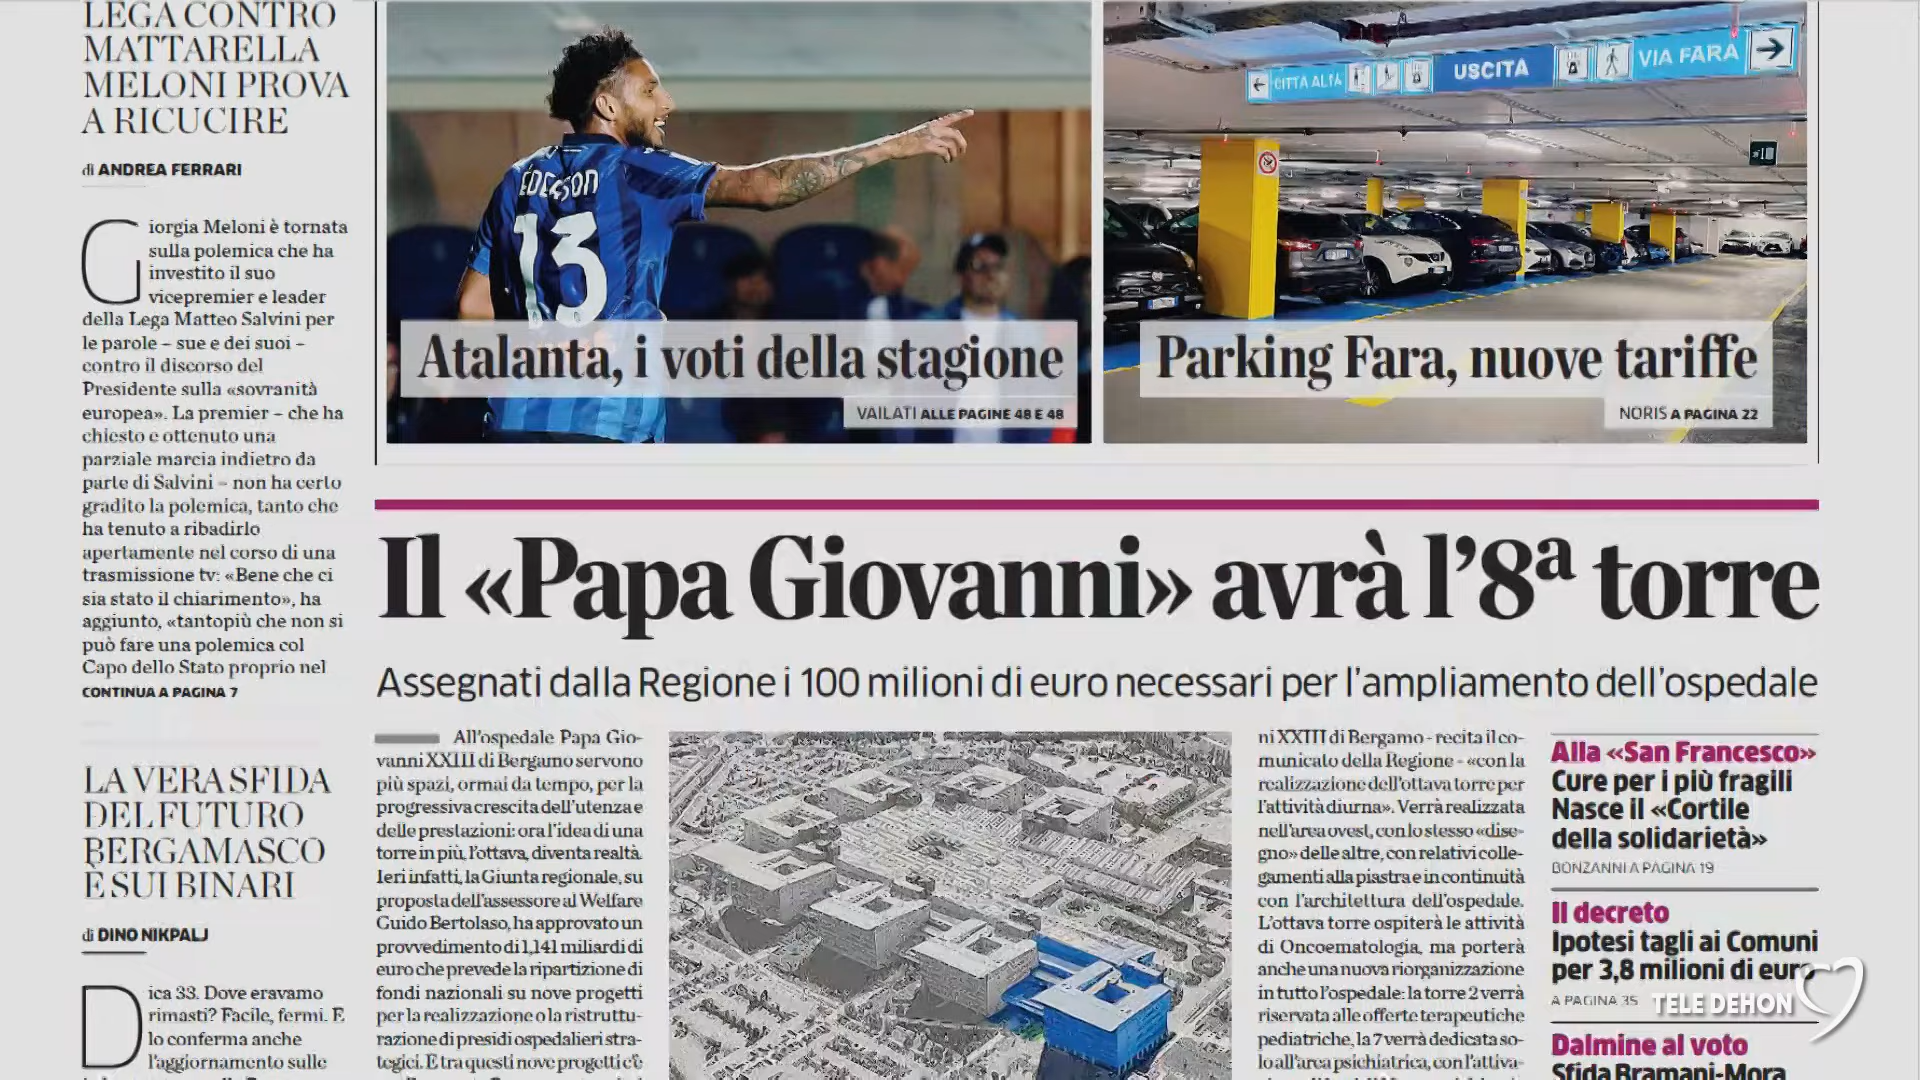 LEGA CONTRO
MATTARELLA
MELONI PROVA
A RICUCIRE
di ANDREA FERRARI
Giorgia Meloni è tornata
sulla polemica che ha
investito il suo
vicepremier e leader
della Lega Matteo Salvini per
le parole – sue e dei suoi –
contro il discorso del
Presidente sulla «sovranità
europea». La premier – che ha
chiesto e ottenuto una
parziale marcia indietro da
parte di Salvini – non ha certo
gradito la polemica, tanto che
ha tenuto a ribadirlo
apertamente nel corso di una
trasmissione tv: «Bene che ci
sia stato il chiarimento», ha
aggiunto, «tantopiù che non si
può fare una polemica col
Capo dello Stato proprio nel
CONTINUA A PAGINA 7
LA VERA SFIDA
DEL FUTURO
BERGAMASCO
È SUI BINARI
di DINO NIKPALJ
Dica 33. Dove eravamo
rimasti? Facile, fermi. E
lo conferma anche
l'aggiornamento sulle
EDERSON
13
Atalanta, i voti della stagione
VAILATI ALLE PAGINE 48 E 48
CITTÀ ALTA
USCITA
VIA FARA
Parking Fara, nuove tariffe
NORIS A PAGINA 22
Il «Papa Giovanni» avrà l'8ª torre
Assegnati dalla Regione i 100 milioni di euro necessari per l'ampliamento dell'ospedale
All'ospedale Papa Gio-
vanni XXIII di Bergamo servono
più spazi, ormai da tempo, per la
progressiva crescita dell'utenza e
delle prestazioni: ora l'idea di una
torre in più, l'ottava, diventa realtà.
Ieri infatti, la Giunta regionale, su
proposta dell'assessore al Welfare
Guido Bertolaso, ha approvato un
provvedimento di 1,141 miliardi di
euro che prevede la ripartizione di
fondi nazionali su nove progetti
per la realizzazione o la ristruttu-
razione di presidi ospedalieri stra-
tegici. E tra questi nove progetti c'è
ni XXIII di Bergamo - recita il co-
municato della Regione - «con la
realizzazione dell'ottava torre per
l'attività diurna». Verrà realizzata
nell'area ovest, con lo stesso «dise-
gno» delle altre, con relativi colle-
gamenti alla piastra e in continuità
con l'architettura dell'ospedale.
L'ottava torre ospiterà le attività
di Oncoematologia, ma porterà
anche una nuova riorganizzazione
in tutto l'ospedale: la torre 2 verrà
riservata alle offerte terapeutiche
pediatriche, la 7 verrà dedicata so-
lo all'area psichiatrica, con l'attiva-
Alla «San Francesco»
Cure per i più fragili
Nasce il «Cortile
della solidarietà»
BONZANNI A PAGINA 19
Il decreto
Ipotesi tagli ai Comuni
per 3,8 milioni di euro
A PAGINA 35
Dalmine al voto
Sfida Bramani-Mora
TELE DEHON